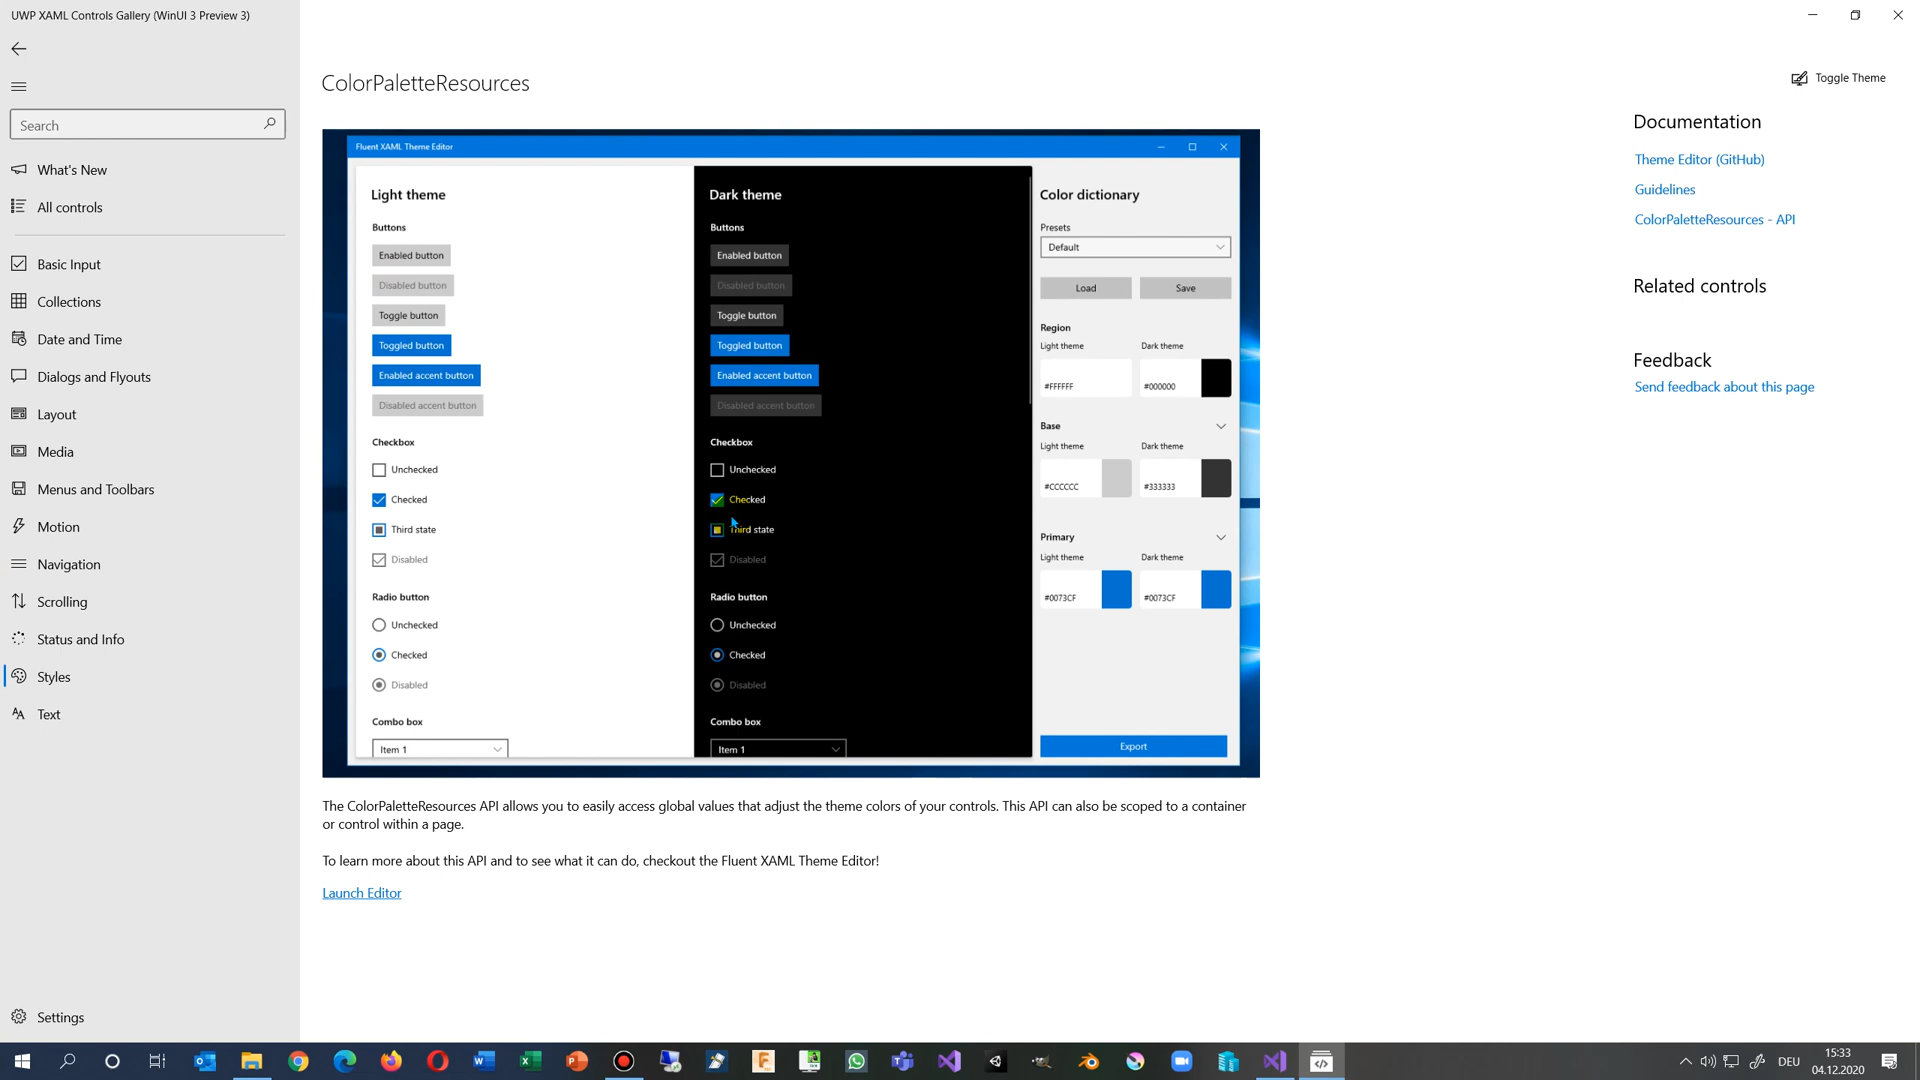 UWP XAML Controls Gallery (WinUI 3 Preview 3)
Search
What's New
All controls
Basic Input
Collections
Date and Time
Dialogs and Flyouts
Layout
Media
Menus and Toolbars
Motion
Navigation
Scrolling
Status and Info
Styles
Text
Settings
ColorPaletteResources
Toggle Theme
Fluent XAML Theme Editor
Light theme
Buttons
Enabled button
Disabled button
Toggle button
Toggled button
Enabled accent button
Disabled accent button
Checkbox
Unchecked
Checked
Third state
Disabled
Radio button
Unchecked
Checked
Disabled
Combo box
Item 1
Dark theme
Buttons
Enabled button
Disabled button
Toggle button
Toggled button
Enabled accent button
Disabled accent button
Checkbox
Unchecked
Checked
Third state
Disabled
Radio button
Unchecked
Checked
Disabled
Combo box
Item 1
Color dictionary
Presets
Default
Load Save
Region
Light theme Dark theme
#FFFFFF #000000
Base
Light theme Dark theme
#CCCCCC #333333
Primary
Light theme Dark theme
#0073CF #0073CF
Export
The ColorPaletteResources API allows you to easily access global values that adjust the theme colors of your controls. This API can also be scoped to a container
or control within a page.
To learn more about this API and to see what it can do, checkout the Fluent XAML Theme Editor!
Launch Editor
Documentation
Theme Editor (GitHub)
Guidelines
ColorPaletteResources - API
Related controls
Feedback
Send feedback about this page
DEU
15:33
04.12.2020